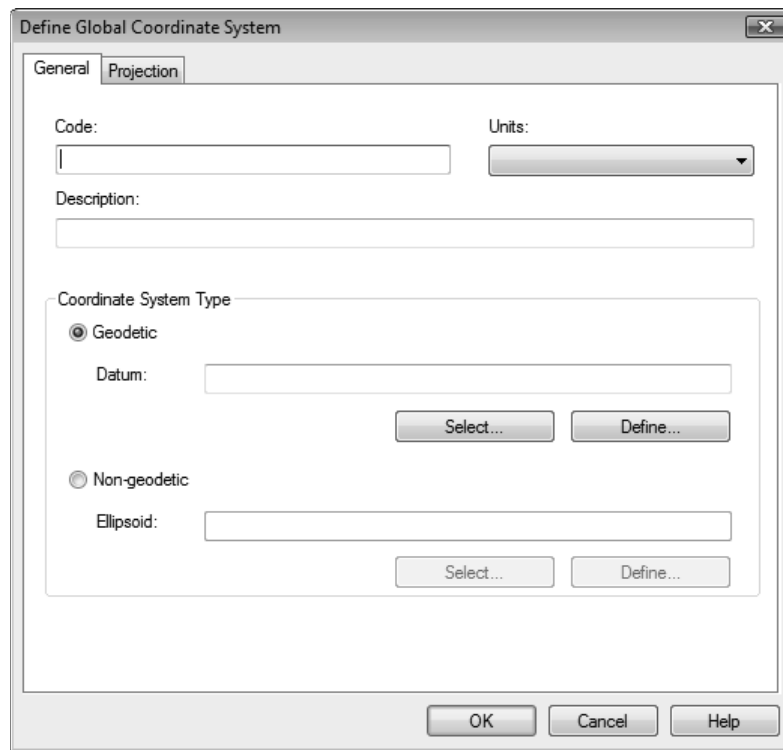 Define Global Coordinate System
General Projection
Code: Units:
Description:
Coordinate System Type
Geodetic
Datum:
Select... Define...
Non-geodetic
Ellipsoid:
Select... Define...
OK Cancel Help